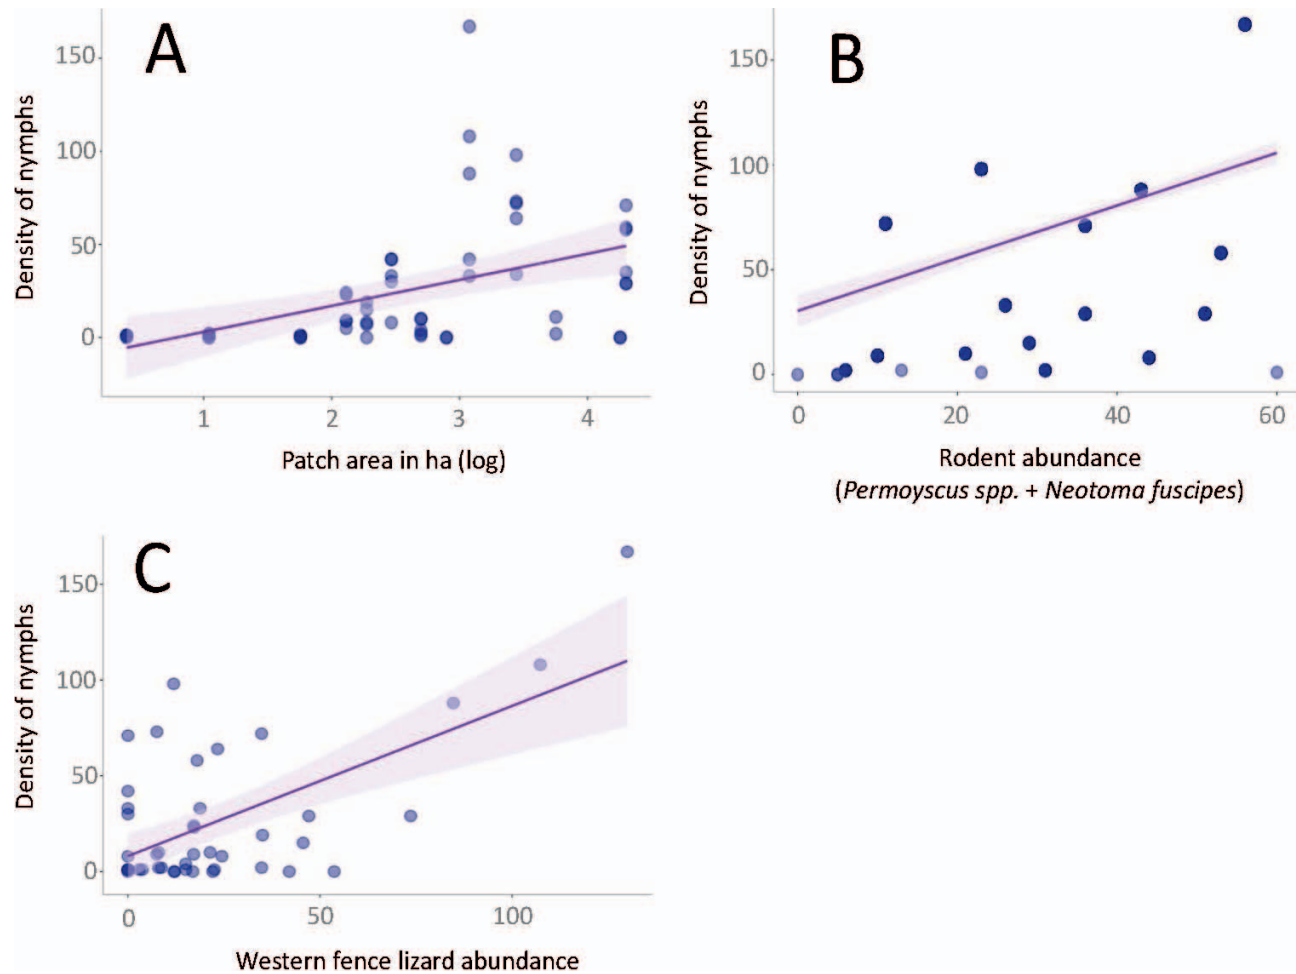 A
150
100
50
0
Density of nymphs
1 2 3 4
Patch area in ha (log)
B
150
100
50
0
Density of nymphs
0 20 40 60
Rodent abundance
(Permoyscus spp. + Neotoma fuscipes)
C
150
100
50
0
Density of nymphs
0 50 100
Western fence lizard abundance